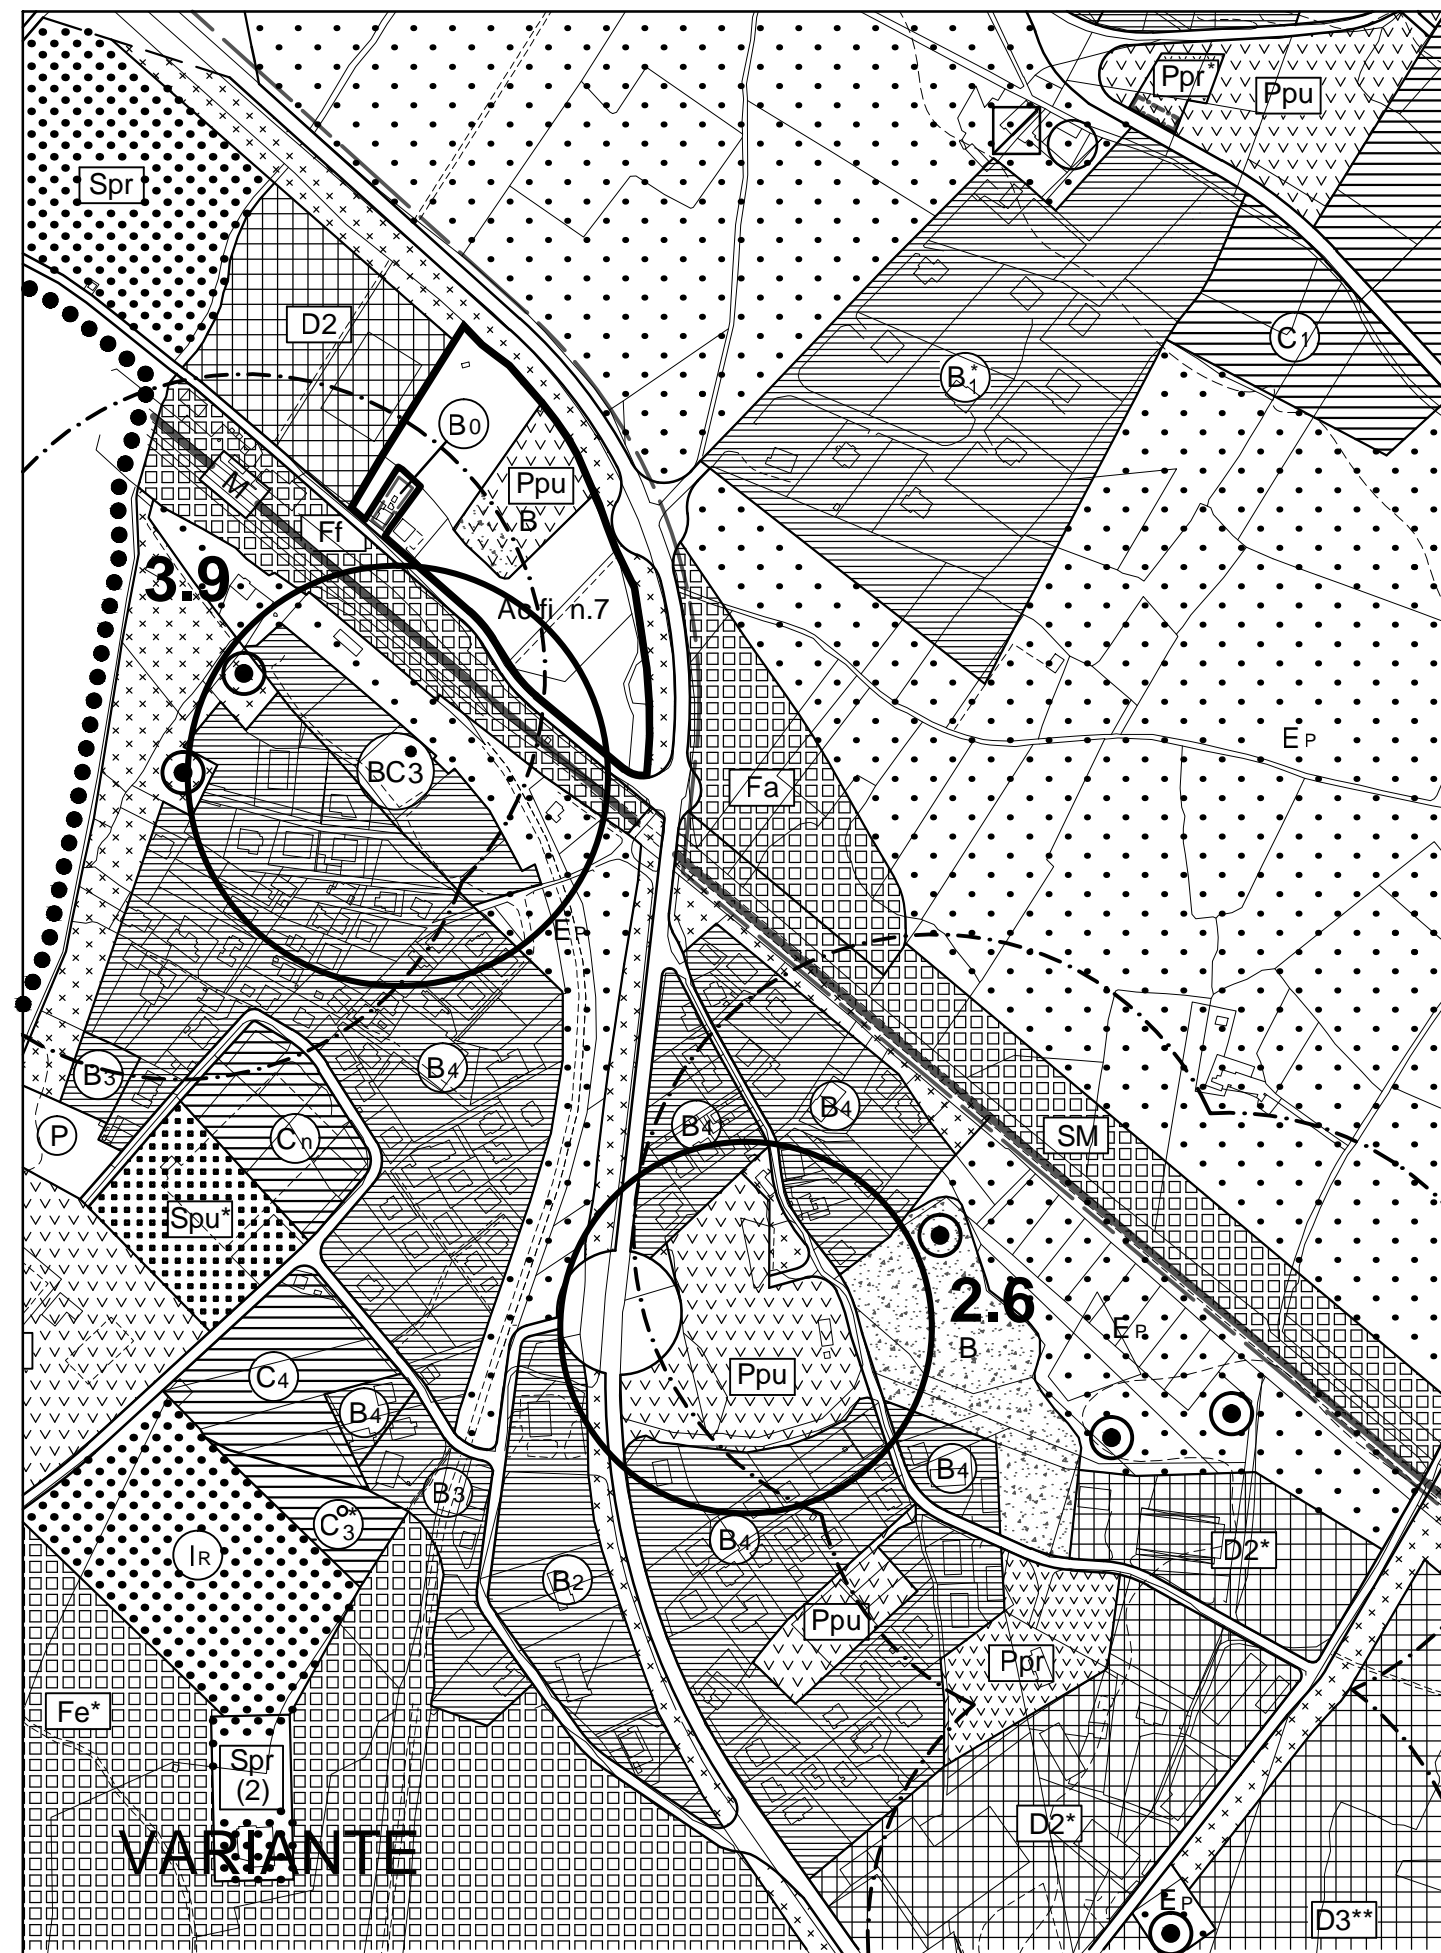 Ppr*
Ppu
Spr
D2
C1
B*1
B0
Ppu
B
M
Ff
3.9
Ac fi n.7
EP
BC3
Fa
EP
B3
B4
B4
B4
P
Cn
SM
Spu*
2.6
EP
B
C4
Ppu
B4
B4
B3
C°*3
IR
B4
D2*
B2
Ppu
Ppr
Fe*
Spr
(2)
D2*
VARIANTE
EP
D3**